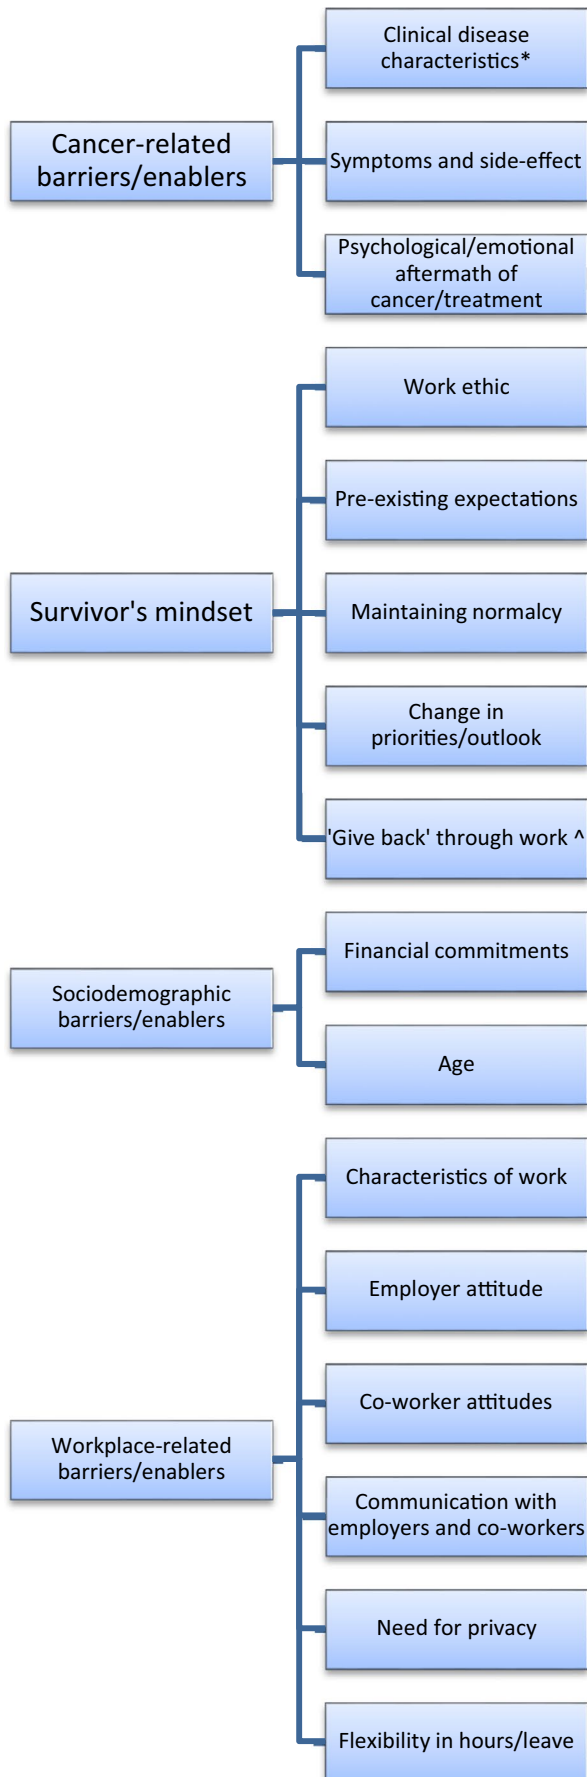 Cancer-related
barriers/enablers
Clinical disease
characteristics*
Symptoms and side-effect
Psychological/emotional
aftermath of
cancer/treatment
Survivor's mindset
Work ethic
Pre-existing expectations
Maintaining normalcy
Change in
priorities/outlook
'Give back' through work ^
Sociodemographic
barriers/enablers
Financial commitments
Age
Workplace-related
barriers/enablers
Characteristics of work
Employer attitude
Co-worker attitudes
Communication with
employers and co-workers
Need for privacy
Flexibility in hours/leave